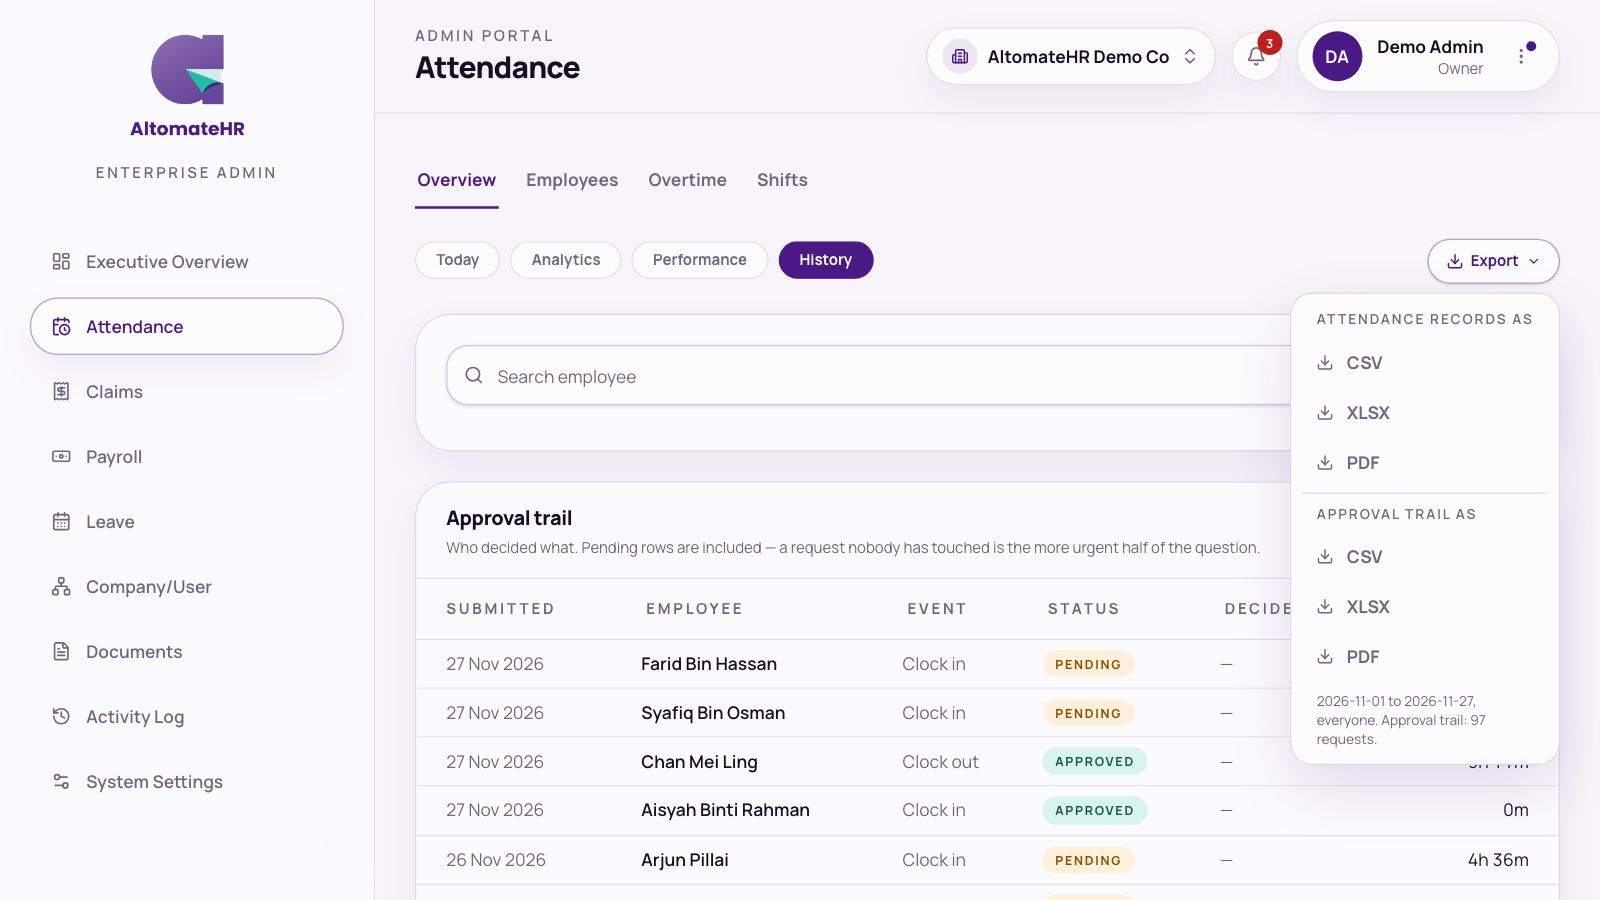 AltomateHR
ENTERPRISE ADMIN
Executive Overview
Attendance
Claims
Payroll
Leave
Company/User
Documents
Activity Log
System Settings
ADMIN PORTAL
Attendance
AltomateHR Demo Co
3
DA
Demo Admin
Owner
Overview Employees Overtime Shifts
Today Analytics Performance History
Export
Search employee
ATTENDANCE RECORDS AS
CSV
XLSX
PDF
APPROVAL TRAIL AS
CSV
XLSX
PDF
2026-11-01 to 2026-11-27,
everyone. Approval trail: 97
requests.
Approval trail
Who decided what. Pending rows are included — a request nobody has touched is the more urgent half of the question.
SUBMITTED EMPLOYEE EVENT STATUS DECIDE
27 Nov 2026 Farid Bin Hassan Clock in PENDING —
27 Nov 2026 Syafiq Bin Osman Clock in PENDING —
27 Nov 2026 Chan Mei Ling Clock out APPROVED —
27 Nov 2026 Aisyah Binti Rahman Clock in APPROVED — 0m
26 Nov 2026 Arjun Pillai Clock in PENDING — 4h 36m